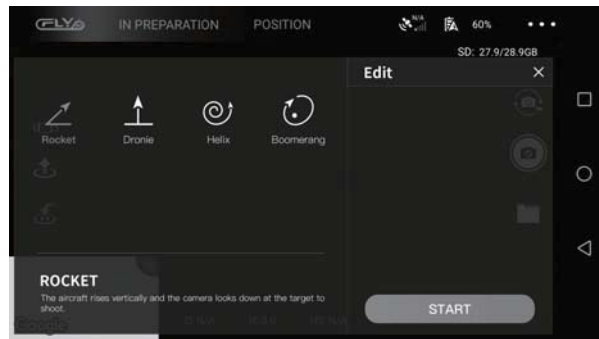 C-FLY IN PREPARATION POSITION N/A 60%
SD: 27.9/28.9GB
Edit
Rocket Dronie Helix Boomerang
ROCKET
The aircraft rises vertically and the camera looks down at the target to
shoot.
START
Google